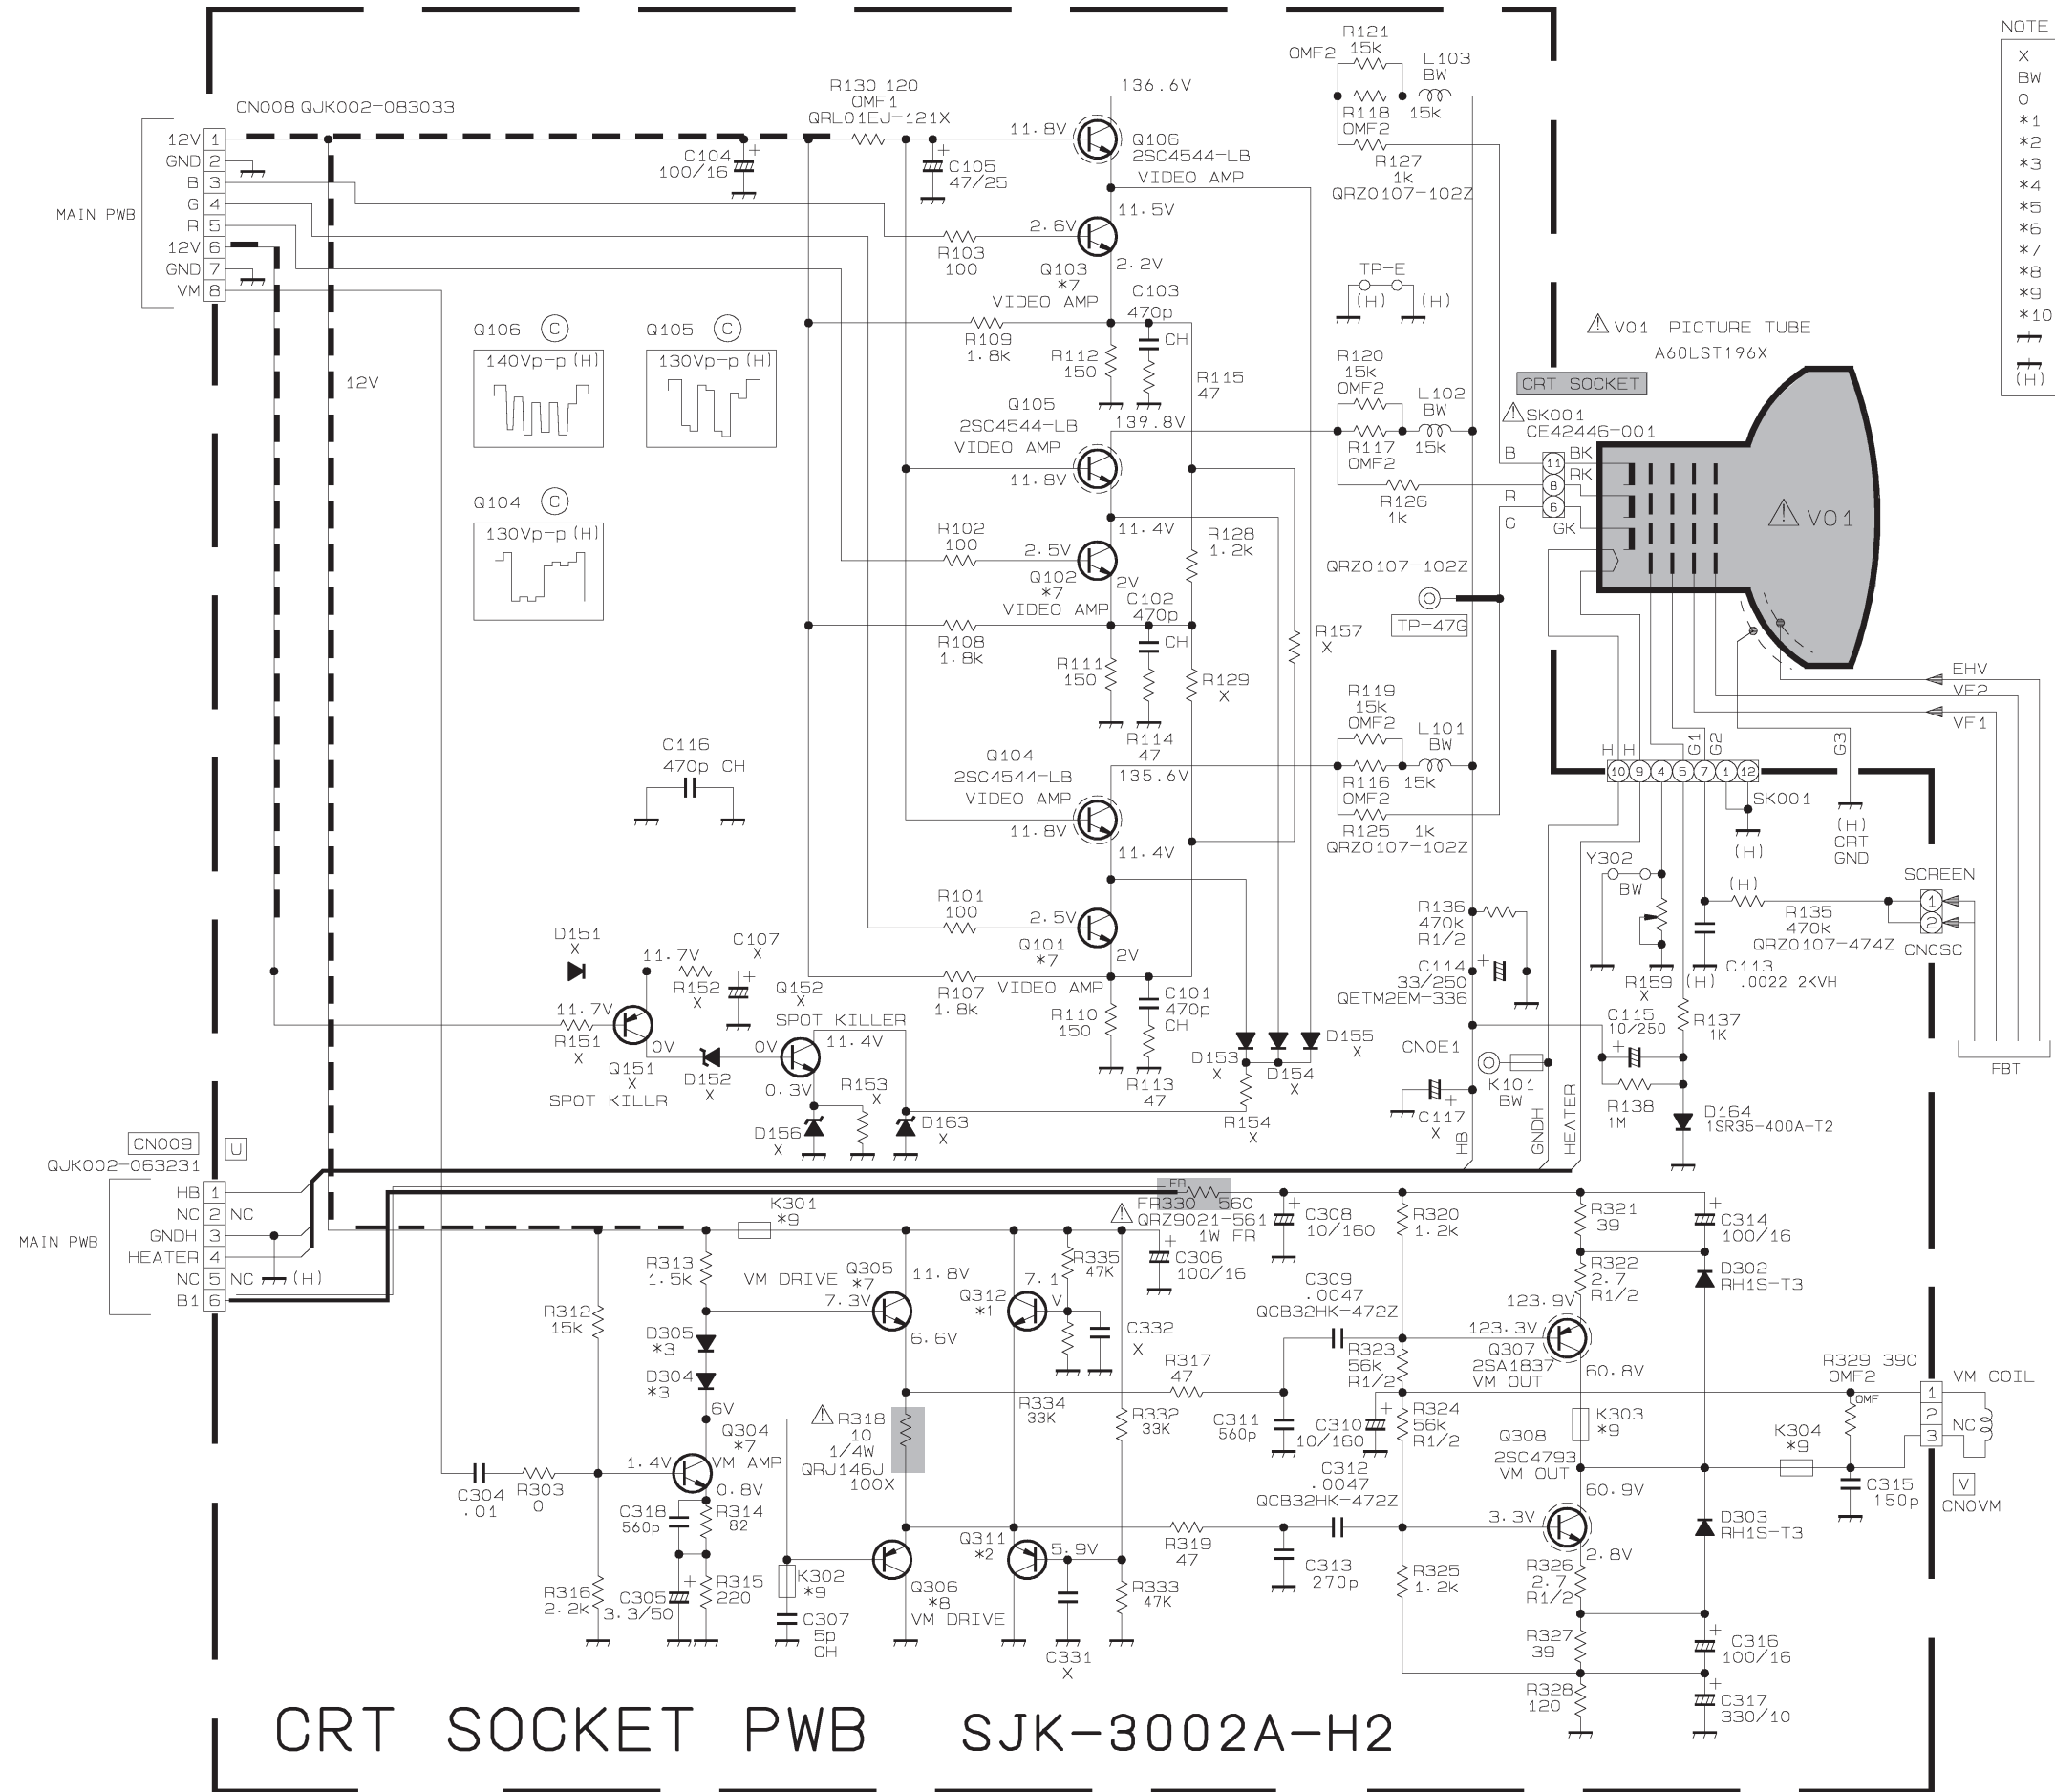 NOTE
X
BW
O
*1
*2
*3
*4
*5
*6
*7
*8
*9
*10
(H)
CN008 QJK002-083033
MAIN PWB
12V 1
GND 2
B 3
G 4
R 5
12V 6
GND 7
VM 8
12V
R130 120
OMF1
QRL01EJ-121X
C104
100/16
C105
47/25
11.8V
136.6V
Q106
2SC4544-LB
VIDEO AMP
11.5V
2.6V
R103
100
Q103
*7
VIDEO AMP
2.2V
C103
470p
CH
R109
1.8k
R112
150
R115
47
OMF2
R121
15k
L103
BW
R118
OMF2
15k
R127
1k
QRZ0107-102Z
TP-E
(H)
(H)
Q106 C
140Vp-p (H)
Q105 C
130Vp-p (H)
Q104 C
130Vp-p (H)
Q105
2SC4544-LB
VIDEO AMP
139.8V
11.8V
11.4V
R102
100
2.5V
Q102
*7
VIDEO AMP
2V
C102
470p
CH
R108
1.8k
R111
150
R114
47
R128
1.2k
R129
X
R157
X
R120
15k
OMF2
L102
BW
R117
OMF2
15k
R126
1k
QRZ0107-102Z
TP-47G
V01 PICTURE TUBE
A60LST196X
CRT SOCKET
SK001
CE42446-001
B
R
G
11
8
6
BK
RK
GK
V01
EHV
VF2
VF1
G3
H
H
G1
G2
10 9 4 5 7 1 12
SK001
(H)
(H)
CRT
GND
C116
470p CH
Q104
2SC4544-LB
VIDEO AMP
135.6V
11.8V
11.4V
R119
15k
OMF2
L101
BW
R116
OMF2
15k
R125 1k
QRZ0107-102Z
R101
100
2.5V
Q101
*7
VIDEO AMP
2V
R107
1.8k
C101
470p
CH
R110
150
R113
47
D151
X
11.7V
R152
X
C107
X
11.7V
R151
X
Q151
X
SPOT KILLR
0V
D152
X
0V
Q152
X
SPOT KILLER
11.4V
0.3V
R153
X
D156
X
D163
X
D153
X
D154
X
D155
X
R154
X
R136
470k
R1/2
C114
33/250
QETM2EM-336
CN0E1
K101
BW
C117
X
HB
GNDH
HEATER
Y302
BW
R159
X
(H)
(H)
C113
.0022 2KVH
R135
470k
QRZ0107-474Z
SCREEN
1
2
CN0SC
C115
10/250
R137
1K
R138
1M
D164
1SR35-400A-T2
FBT
CN009 U
QJK002-063231
MAIN PWB
HB 1
NC 2 NC
GNDH 3
HEATER 4
NC 5 NC
B1 6
(H)
K301
*9
R313
1.5k
VM DRIVE
Q305
*7
7.3V
11.8V
6.6V
R312
15k
D305
*3
D304
*3
6V
Q304
*7
VM AMP
1.4V
0.8V
R318
10
1/4W
QRJ146J
-100X
C304
.01
R303
0
C318
560p
R314
82
R316
2.2k
C305
3.3/50
R315
220
K302
*9
C307
5p
CH
Q306
*8
VM DRIVE
Q312
*1
7.1
V
R335
47K
C332
X
C306
100/16
R334
33K
R332
33K
Q311
*2
5.9V
R333
47K
C331
X
FR
FR330 560
QRZ9021-561
1W FR
C308
10/160
C309
.0047
QCB32HK-472Z
R317
47
C311
560p
C310
10/160
C312
.0047
QCB32HK-472Z
R319
47
C313
270p
R320
1.2k
R323
56k
R1/2
R324
56k
R1/2
R325
1.2k
R321
39
R322
2.7
R1/2
123.9V
123.3V
Q307
2SA1837
VM OUT
60.8V
K303
*9
Q308
2SC4793
VM OUT
60.9V
3.3V
2.8V
R326
2.7
R1/2
R327
39
R328
120
C314
100/16
D302
RH1S-T3
D303
RH1S-T3
C316
100/16
C317
330/10
K304
*9
R329 390
OMF2
OMF
C315
150p
VM COIL
1
2
3
NC
V
CN0VM
CRT SOCKET PWB SJK-3002A-H2